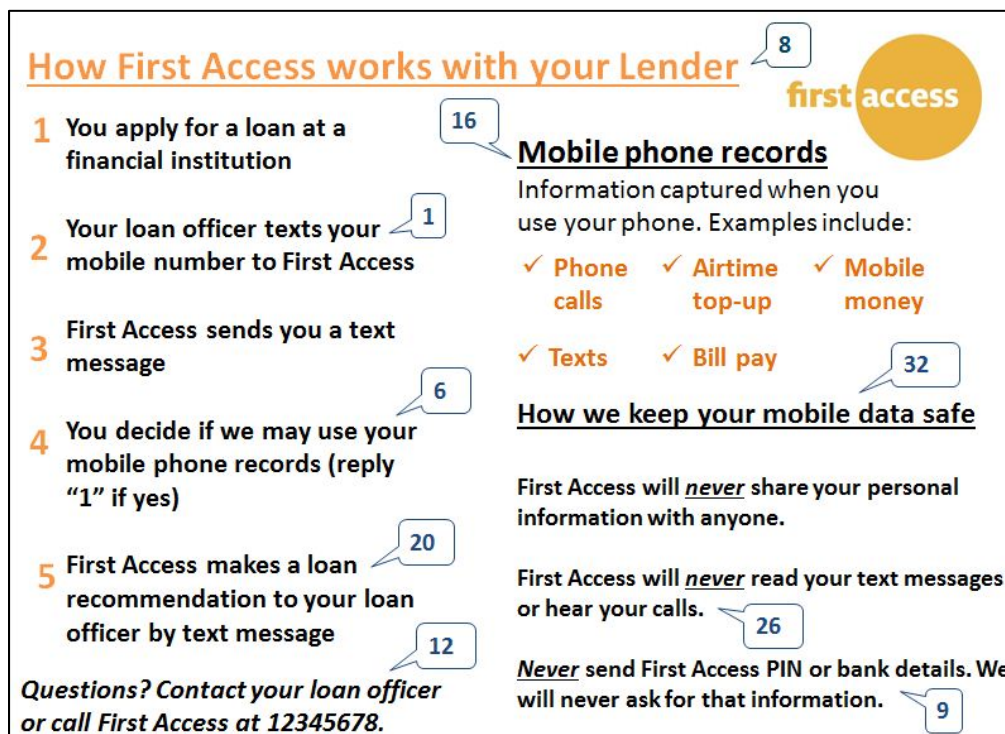 How First Access works with your Lender
8
first access
1 You apply for a loan at a
financial institution
2 Your loan officer texts your
mobile number to First Access
1
3 First Access sends you a text
message
6
4 You decide if we may use your
mobile phone records (reply
“1” if yes)
20
5 First Access makes a loan
recommendation to your loan
officer by text message
12
Questions? Contact your loan officer
or call First Access at 12345678.
16
Mobile phone records
Information captured when you
use your phone. Examples include:
✓ Phone calls
✓ Airtime top-up
✓ Mobile money
✓ Texts
✓ Bill pay
32
How we keep your mobile data safe
First Access will never share your personal
information with anyone.
First Access will never read your text messages
or hear your calls.
26
Never send First Access PIN or bank details. We
will never ask for that information.
9